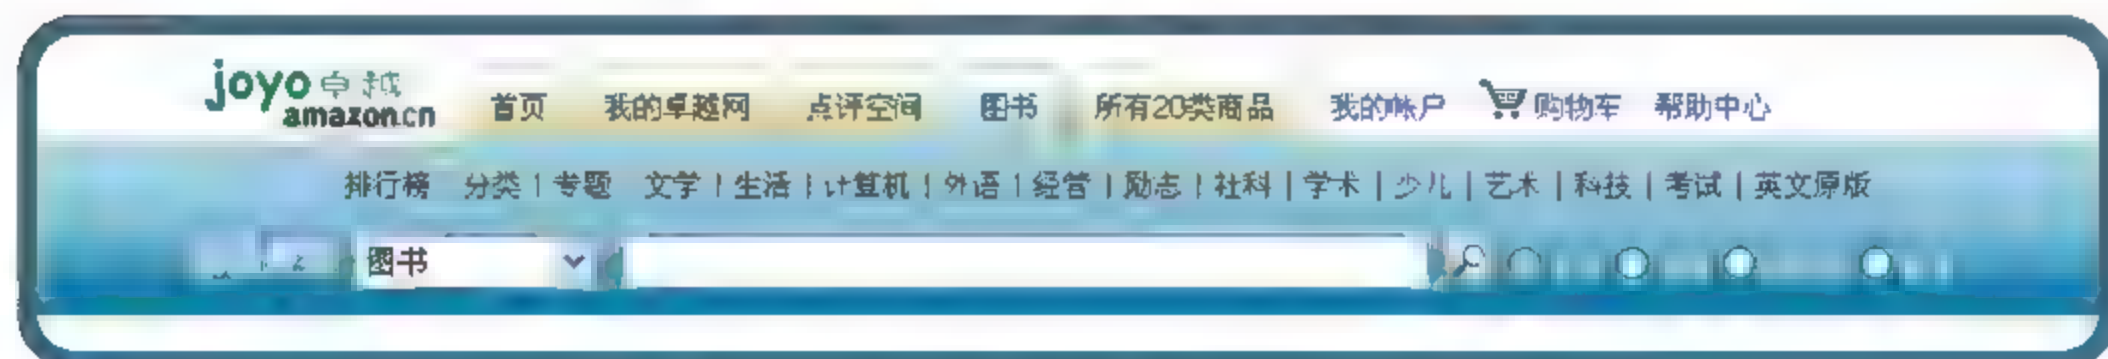 joyo 卓越
amazon.cn 首页 我的卓越网 点评空间 图书 所有20类商品 我的帐户 购物车 帮助中心
排行榜 分类 | 专题 文学 | 生活 | 计算机 | 外语 | 经管 | 励志 | 社科 | 学术 | 少儿 | 艺术 | 科技 | 考试 | 英文原版
图书